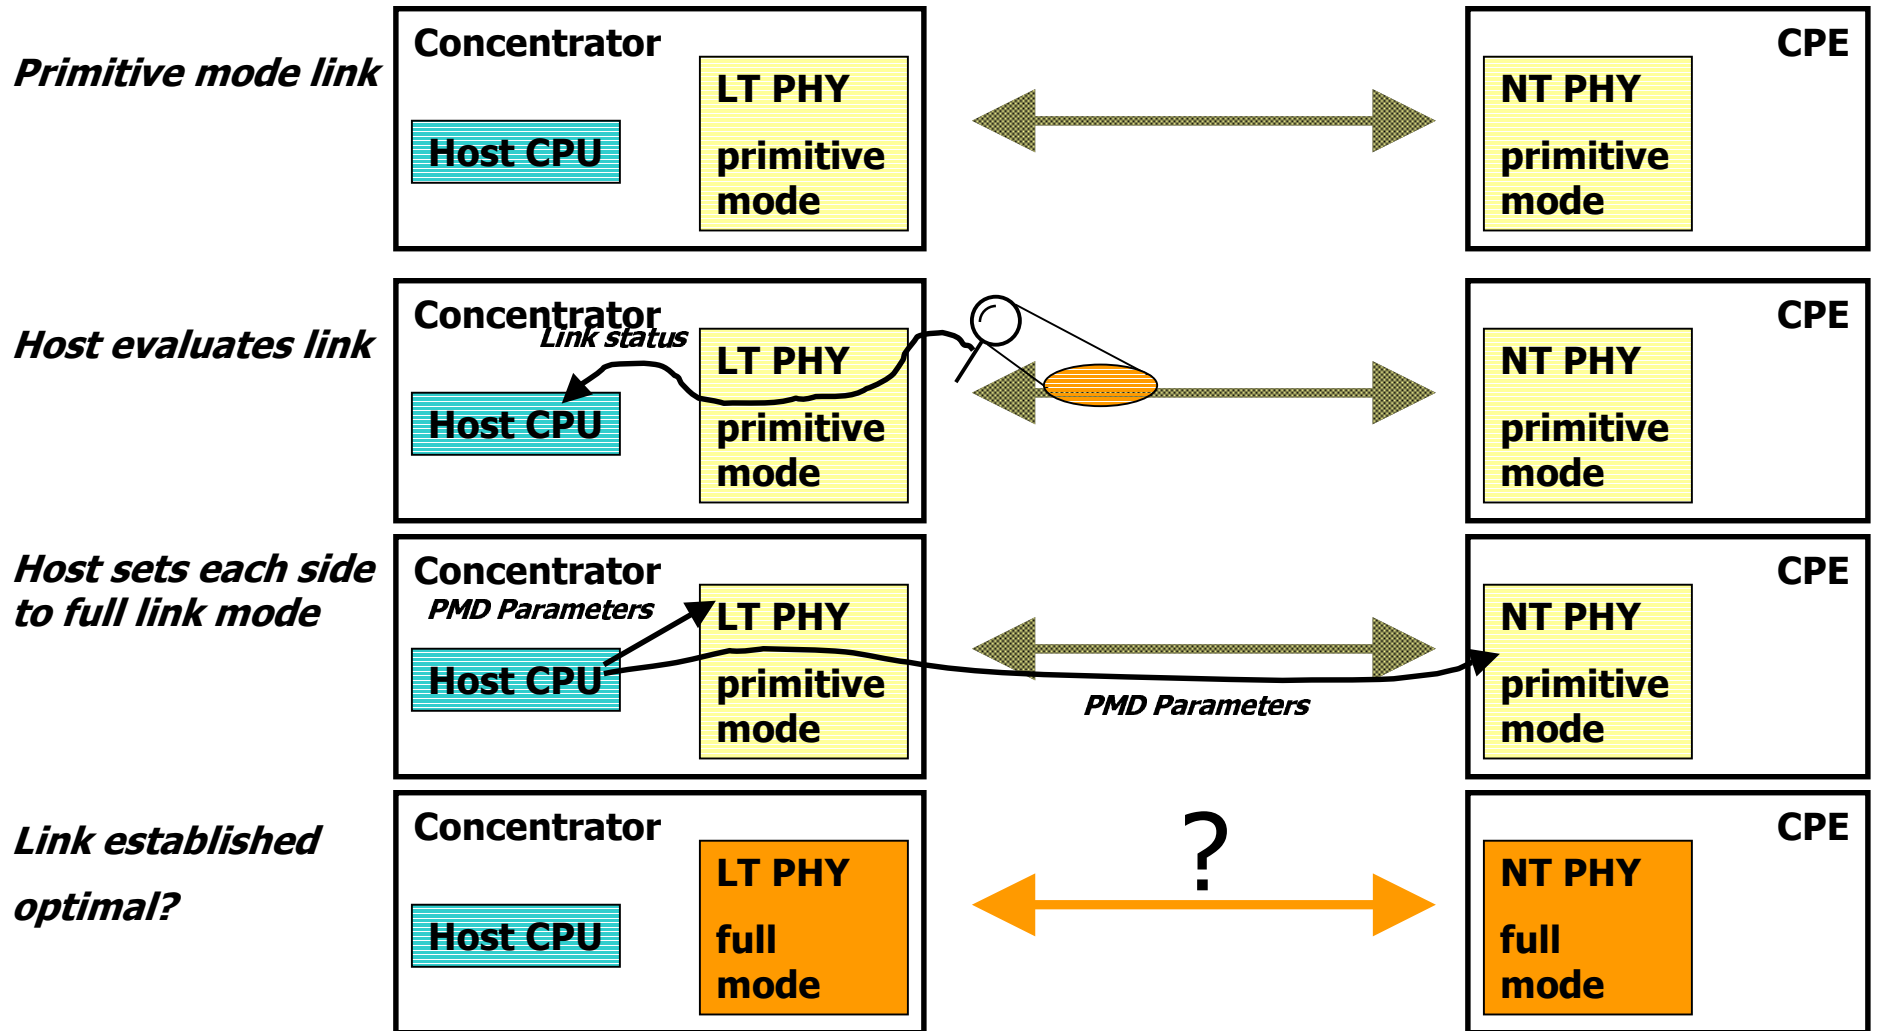 Primitive mode link
Concentrator
Host CPU
LT PHY
primitive
mode
CPE
NT PHY
primitive
mode
Host evaluates link
Concentrator
Link status
Host CPU
LT PHY
primitive
mode
CPE
NT PHY
primitive
mode
Host sets each side
to full link mode
Concentrator
PMD Parameters
Host CPU
LT PHY
primitive
mode
PMD Parameters
CPE
NT PHY
primitive
mode
Link established
optimal?
Concentrator
Host CPU
LT PHY
full
mode
?
CPE
NT PHY
full
mode